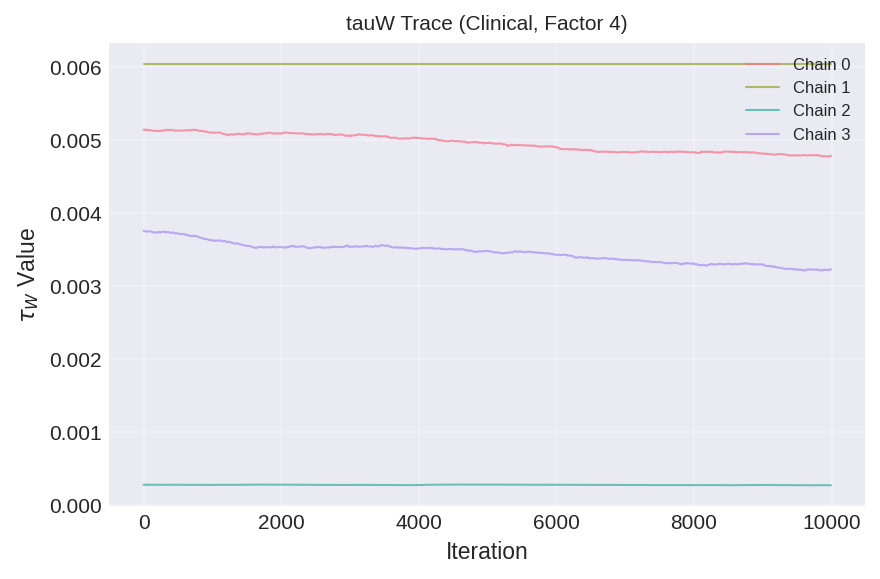 tauW Trace (Clinical, Factor 4)
Chain 0
Chain 1
Chain 2
Chain 3
0.006
0.005
0.004
0.003
0.002
0.001
0.000
τW Value
0
2000
4000
6000
8000
10000
Iteration